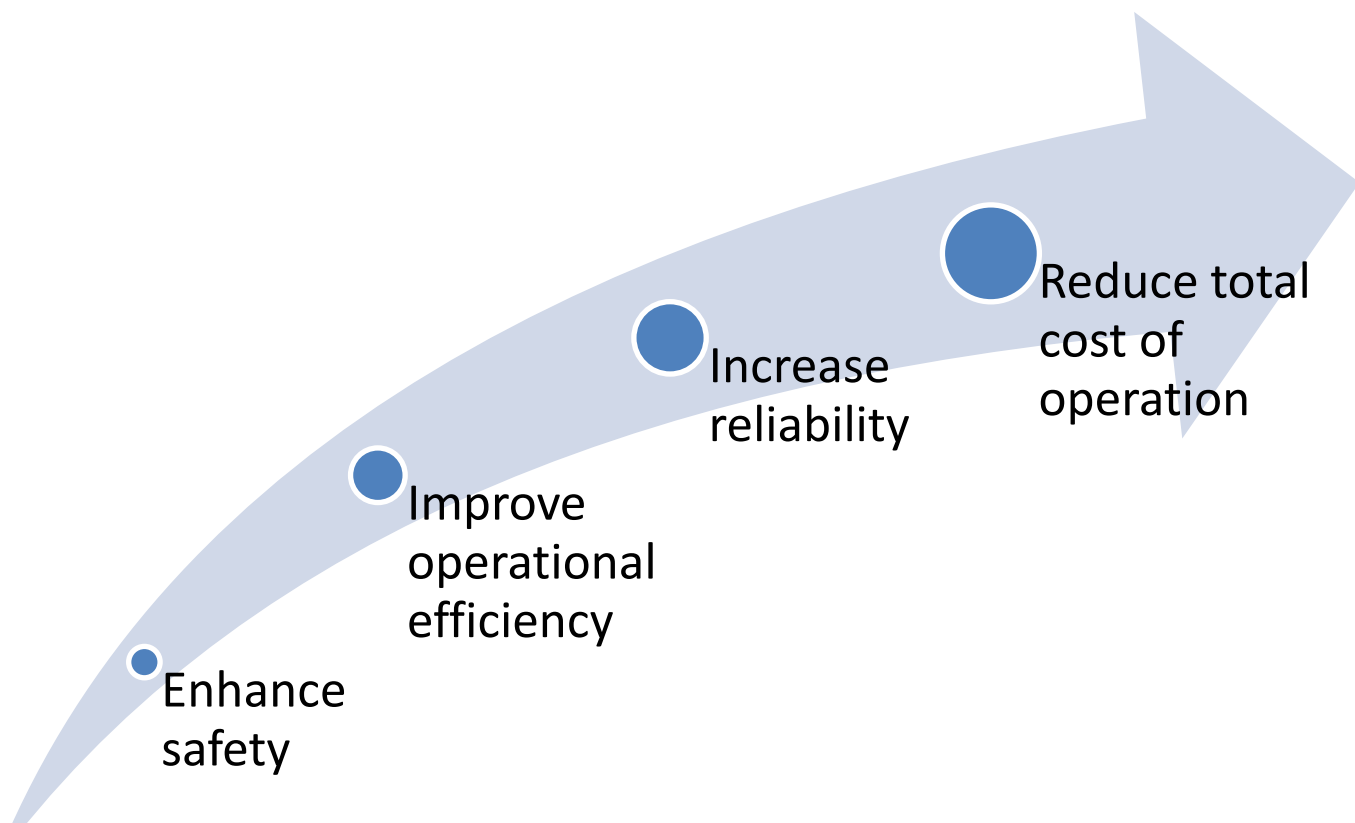 Enhance
safety
Improve
operational
efficiency
Increase
reliability
Reduce total
cost of
operation